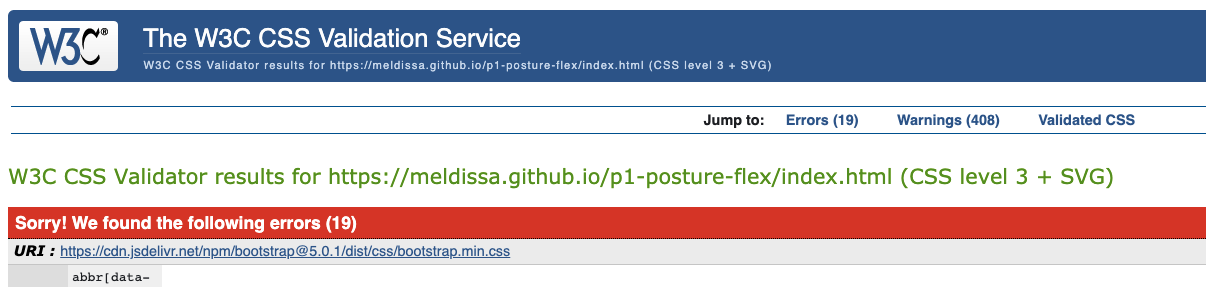 W3C®
The W3C CSS Validation Service
W3C CSS Validator results for https://meldissa.github.io/p1-posture-flex/index.html (CSS level 3 + SVG)
Jump to: Errors (19) Warnings (408) Validated CSS
W3C CSS Validator results for https://meldissa.github.io/p1-posture-flex/index.html (CSS level 3 + SVG)
Sorry! We found the following errors (19)
URI : https://cdn.jsdelivr.net/npm/bootstrap@5.0.1/dist/css/bootstrap.min.css
abbr[data-